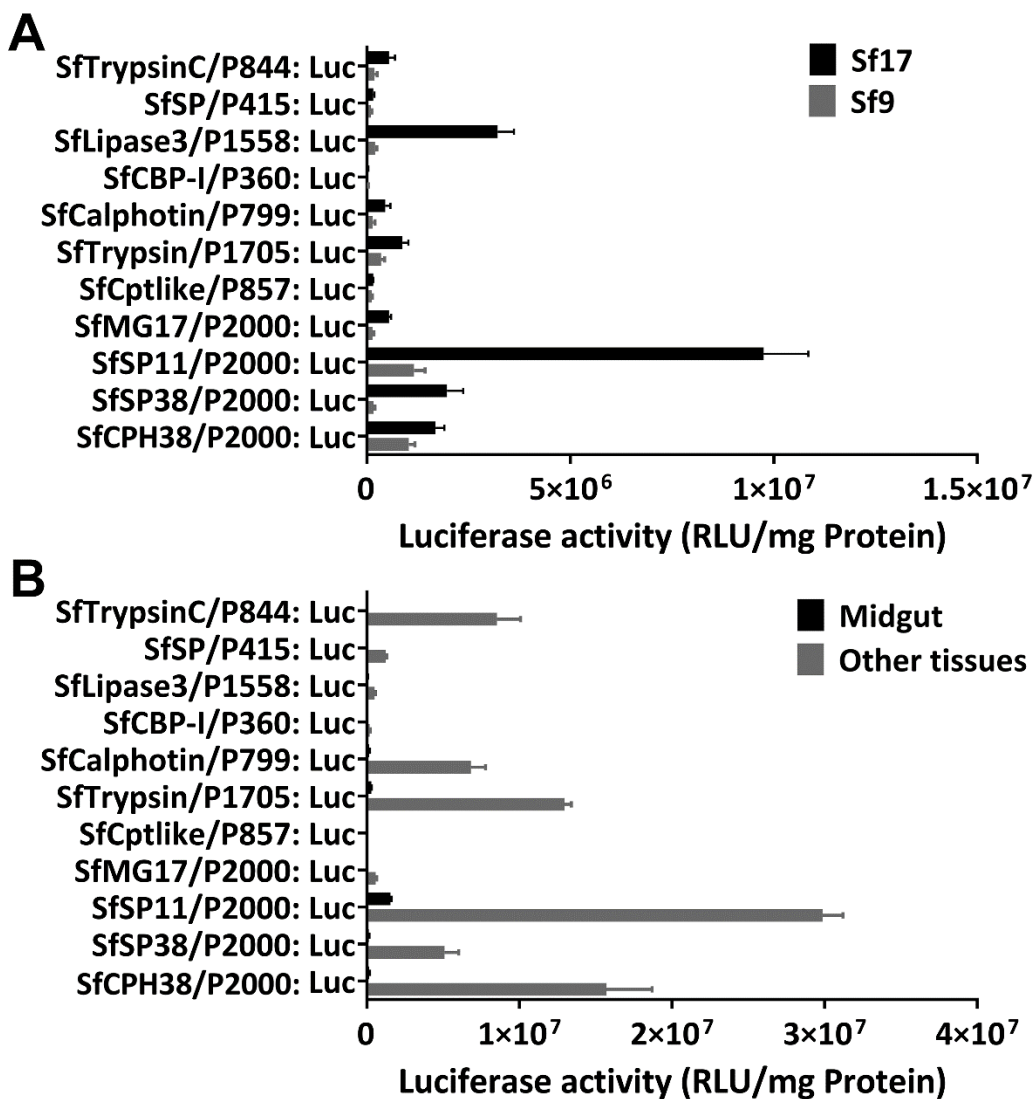 A
SfTrypsinC/P844: Luc
SfSP/P415: Luc
SfLipase3/P1558: Luc
SfCBP-I/P360: Luc
SfCalphotin/P799: Luc
SfTrypsin/P1705: Luc
SfCptlike/P857: Luc
SfMG17/P2000: Luc
SfSP11/P2000: Luc
SfSP38/P2000: Luc
SfCPH38/P2000: Luc
Sf17
Sf9
0 5×10⁶ 1×10⁷ 1.5×10⁷
Luciferase activity (RLU/mg Protein)
B
SfTrypsinC/P844: Luc
SfSP/P415: Luc
SfLipase3/P1558: Luc
SfCBP-I/P360: Luc
SfCalphotin/P799: Luc
SfTrypsin/P1705: Luc
SfCptlike/P857: Luc
SfMG17/P2000: Luc
SfSP11/P2000: Luc
SfSP38/P2000: Luc
SfCPH38/P2000: Luc
Midgut
Other tissues
0 1×10⁷ 2×10⁷ 3×10⁷ 4×10⁷
Luciferase activity (RLU/mg Protein)